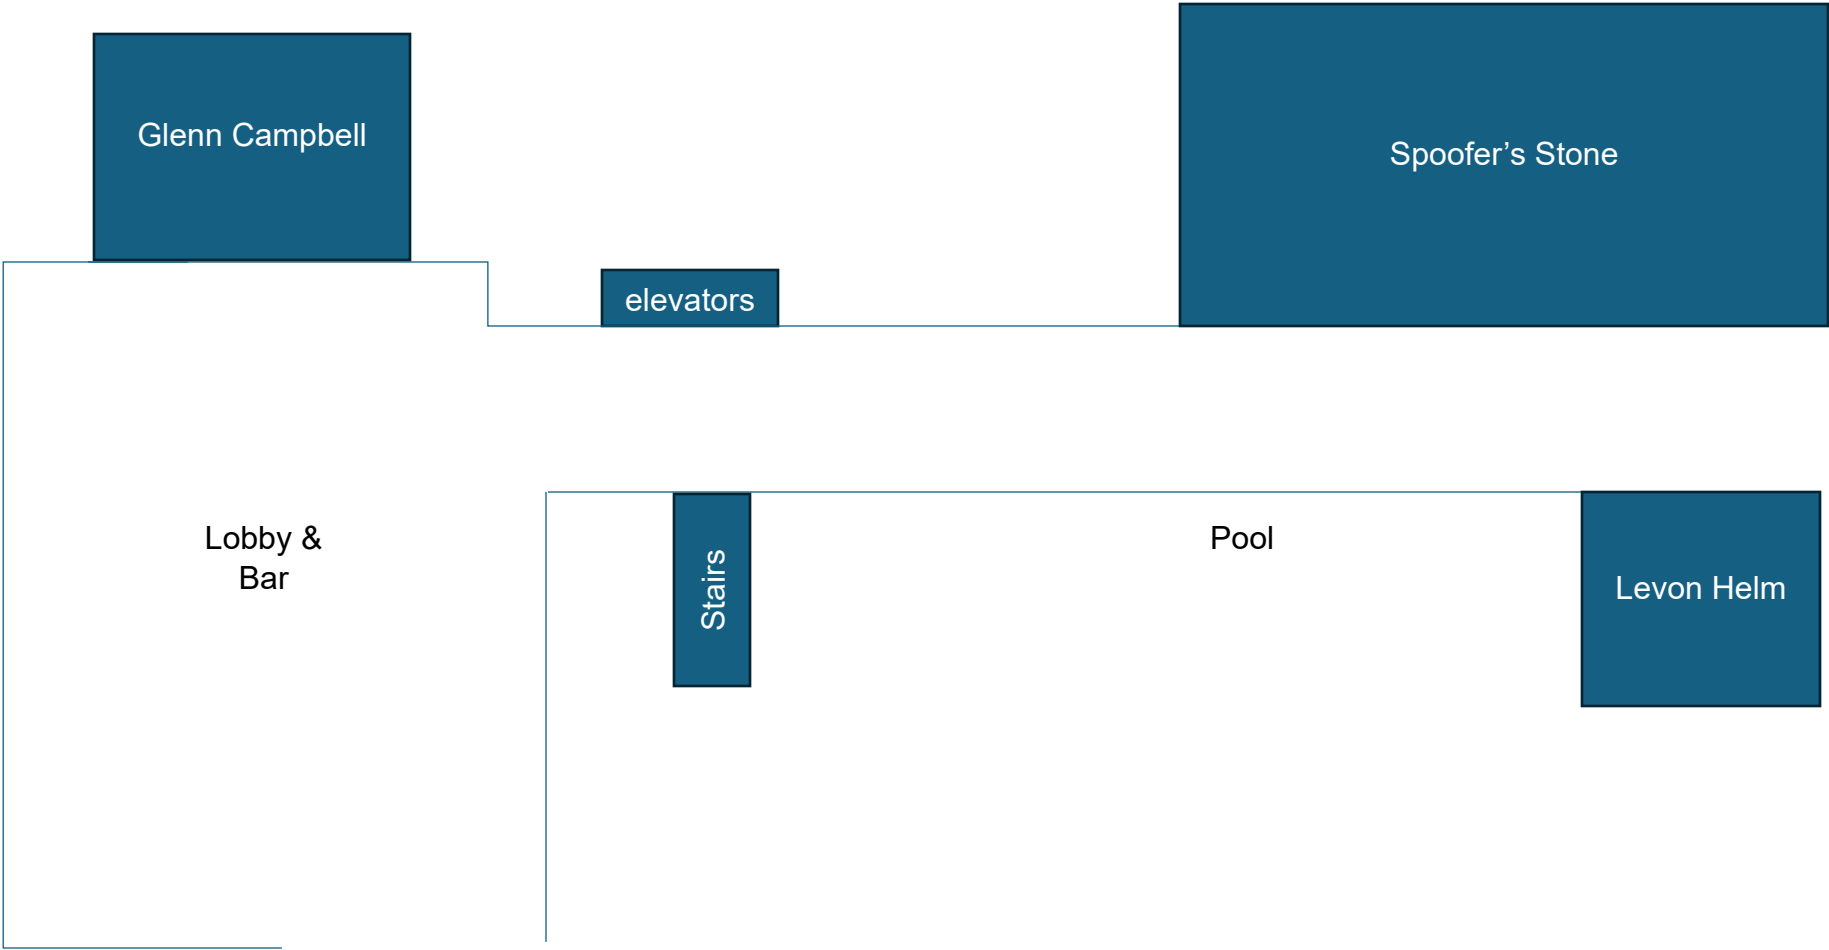 Glenn Campbell
Spoofer’s Stone
elevators
Lobby &
Bar
Stairs
Pool
Levon Helm